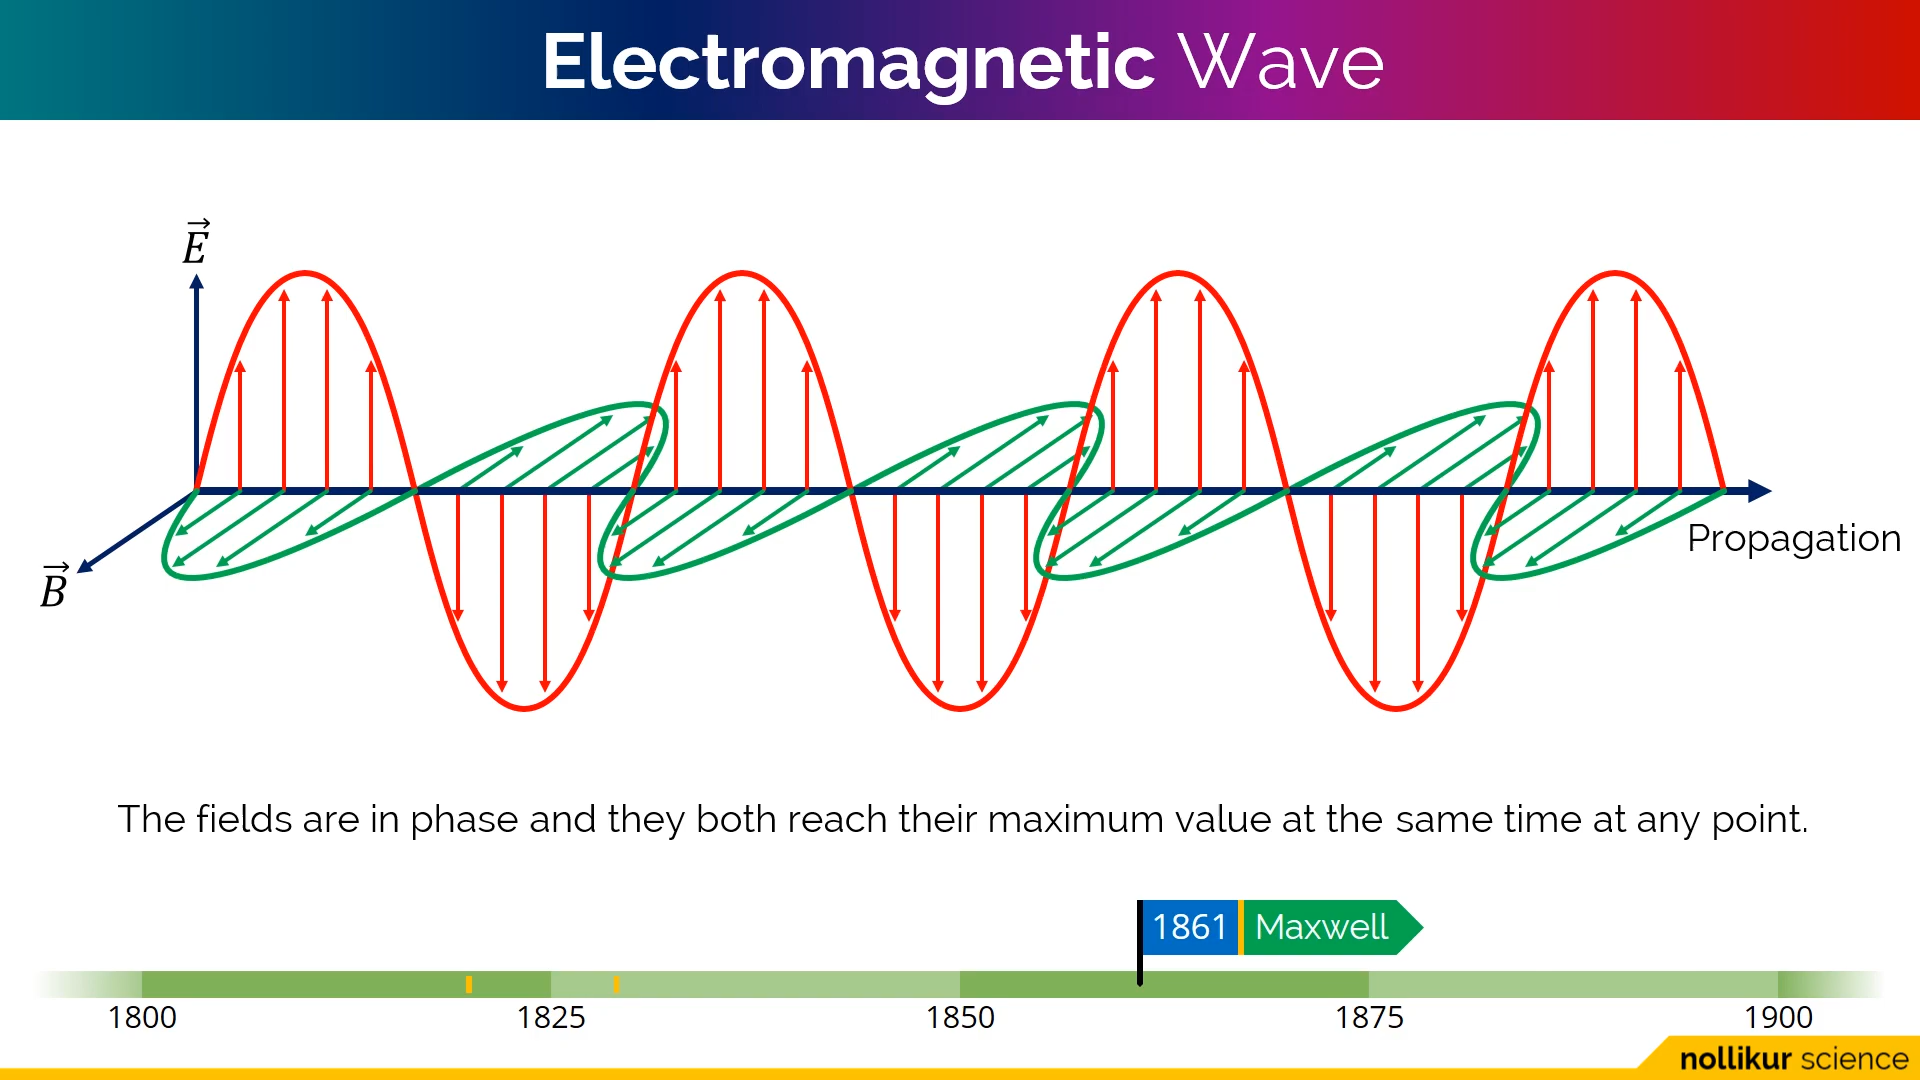 Electromagnetic Wave
E⃗
B⃗
Propagation
The fields are in phase and they both reach their maximum value at the same time at any point.
1861 Maxwell
1800 1825 1850 1875 1900
nollikur science